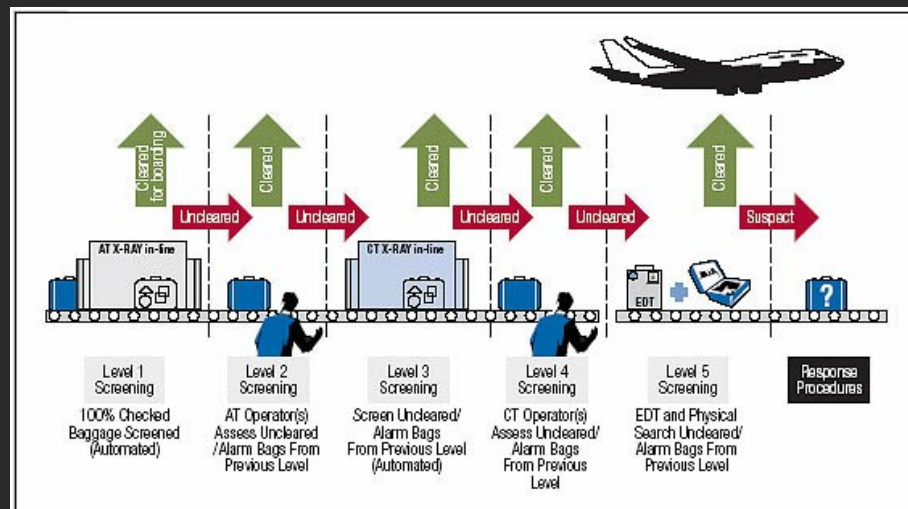 Cleared
for boarding
Cleared
Cleared
Cleared
Cleared
Uncleared
Uncleared
Uncleared
Uncleared
Suspect
AT X-RAY in-line
CT X-RAY in-line
EDT
?
Level 1
Screening
100% Checked
Baggage Screened
(Automated)
Level 2
Screening
AT Operator(s)
Assess Uncleared
/Alarm Bags From
Previous Level
Level 3
Screening
Screen Uncleared/
Alarm Bags
From Previous Level
(Automated)
Level 4
Screening
CT Operator(s)
Assess Uncleared/
Alarm Bags
From Previous
Level
Level 5
Screening
EDT and Physical
Search Uncleared/
Alarm Bags From
Previous Level
Response
Procedures